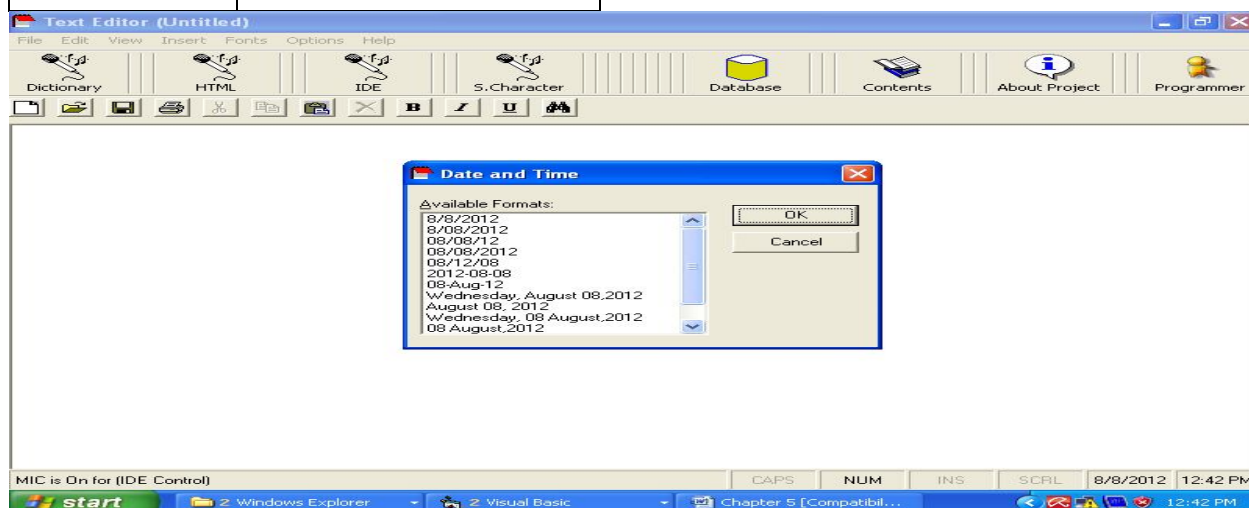 Text Editor (Untitled)
File Edit View Insert Fonts Options Help
Dictionary HTML IDE S.Character Database Contents About Project Programmer
B I U
Date and Time
Available Formats:
8/8/2012
8/08/2012
08/08/12
08/08/2012
08/12/08
2012-08-08
08-Aug-12
Wednesday, August 08,2012
August 08, 2012
Wednesday, 08 August,2012
08 August,2012
OK
Cancel
MIC is On for (IDE Control) CAPS NUM INS SCRL 8/8/2012 12:42 PM
start 2 Windows Explorer 2 Visual Basic Chapter 5 [Compatibil... 12:42 PM